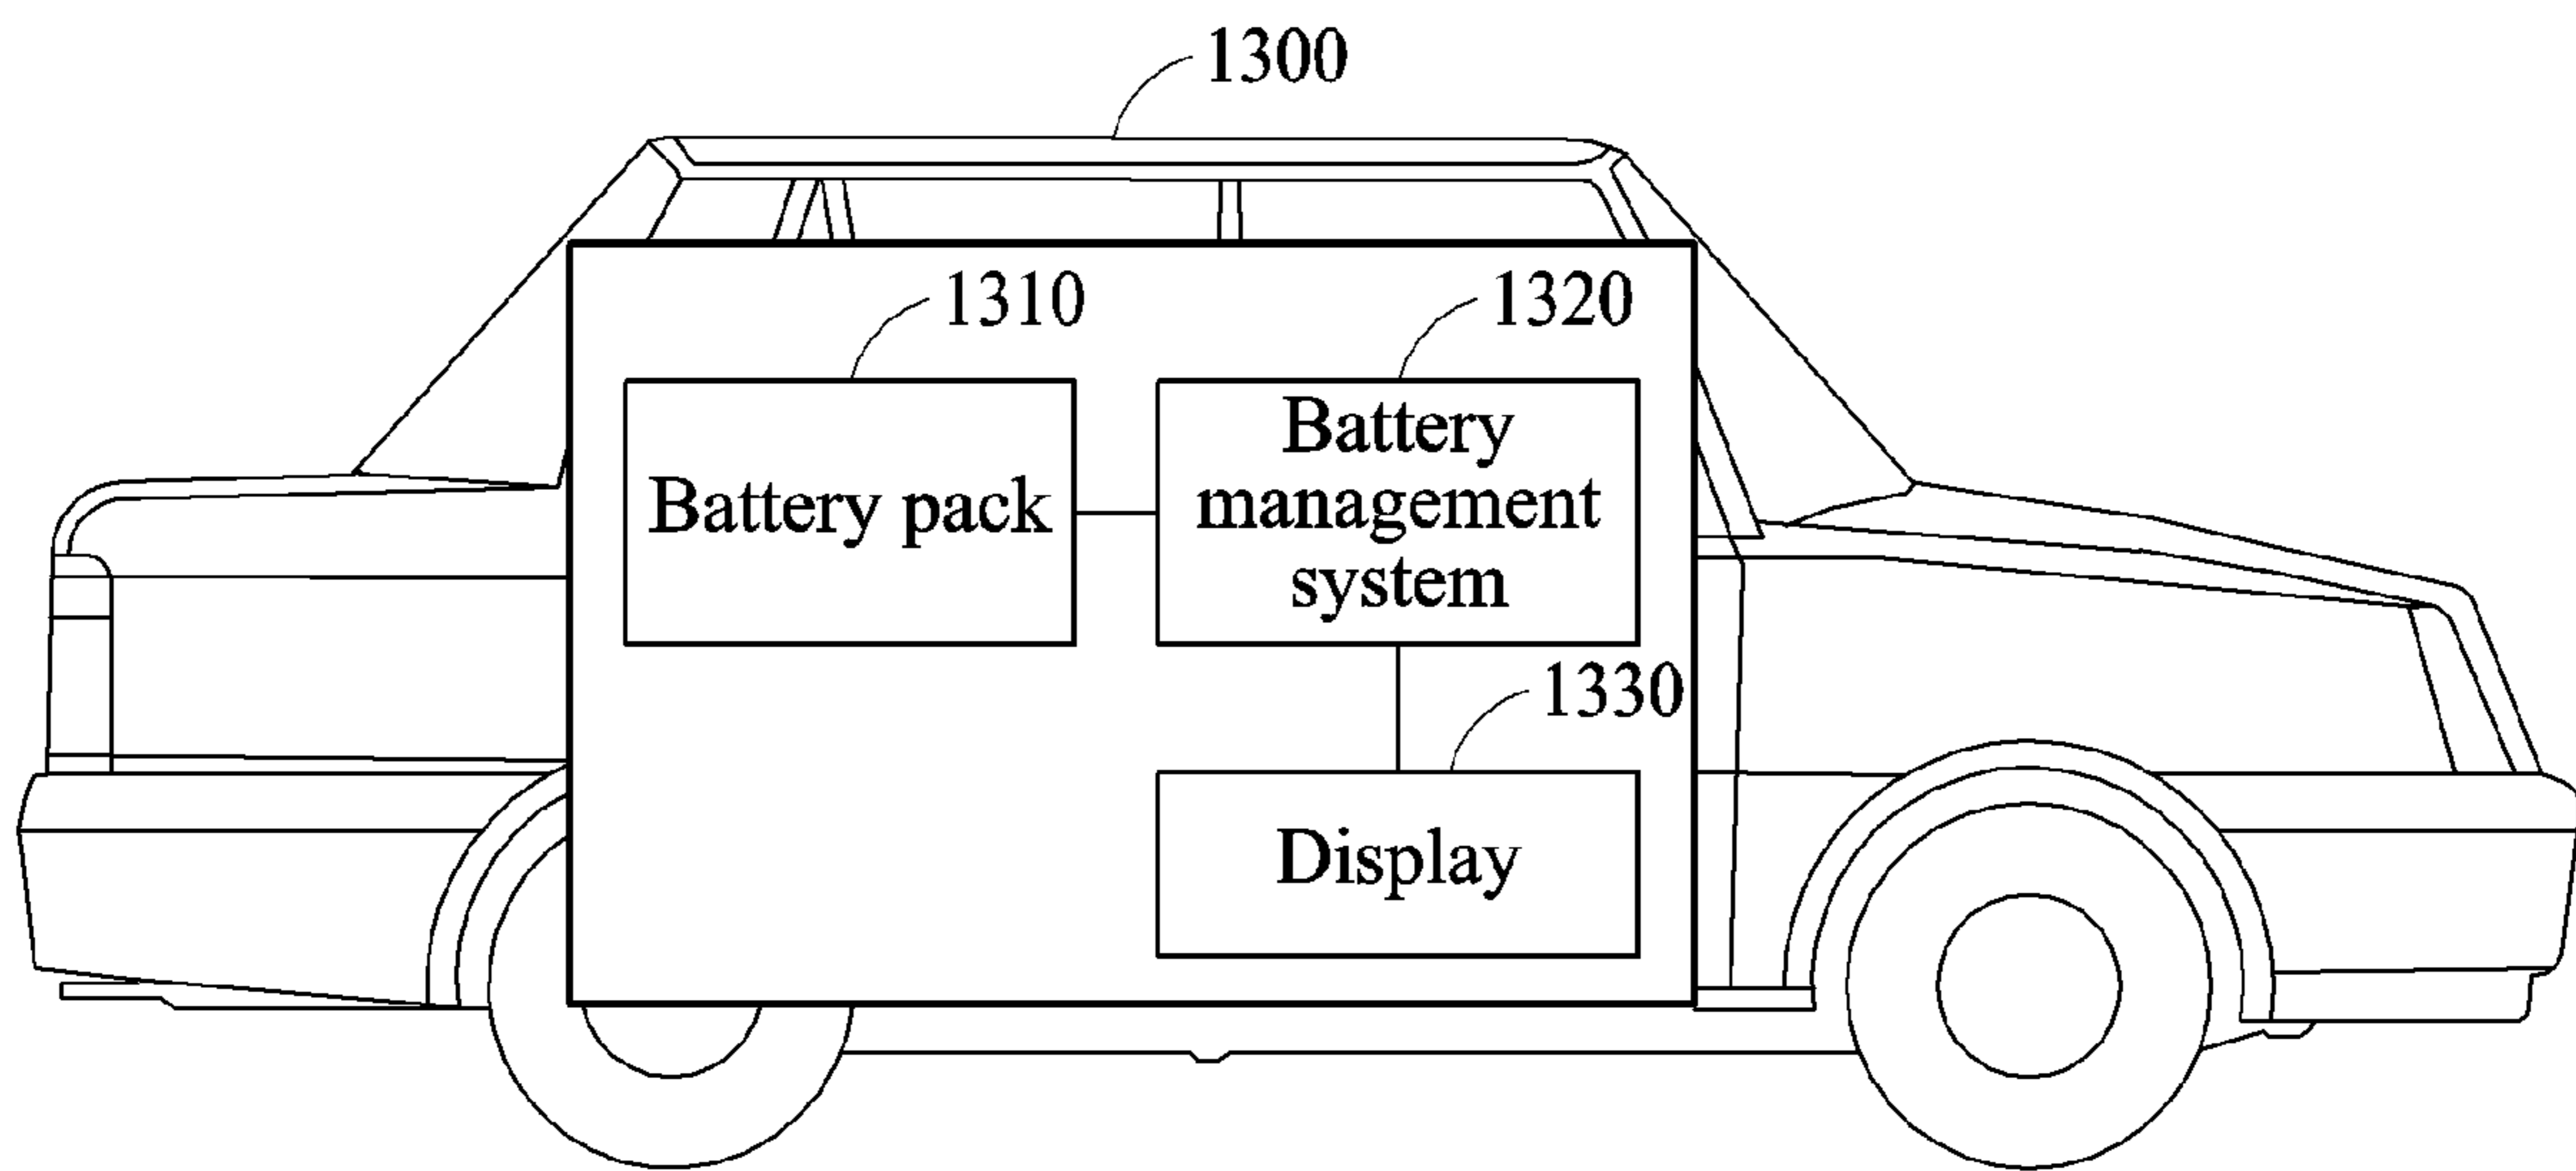 1300
1310
1320
Battery pack
Battery
management
system
1330
Display